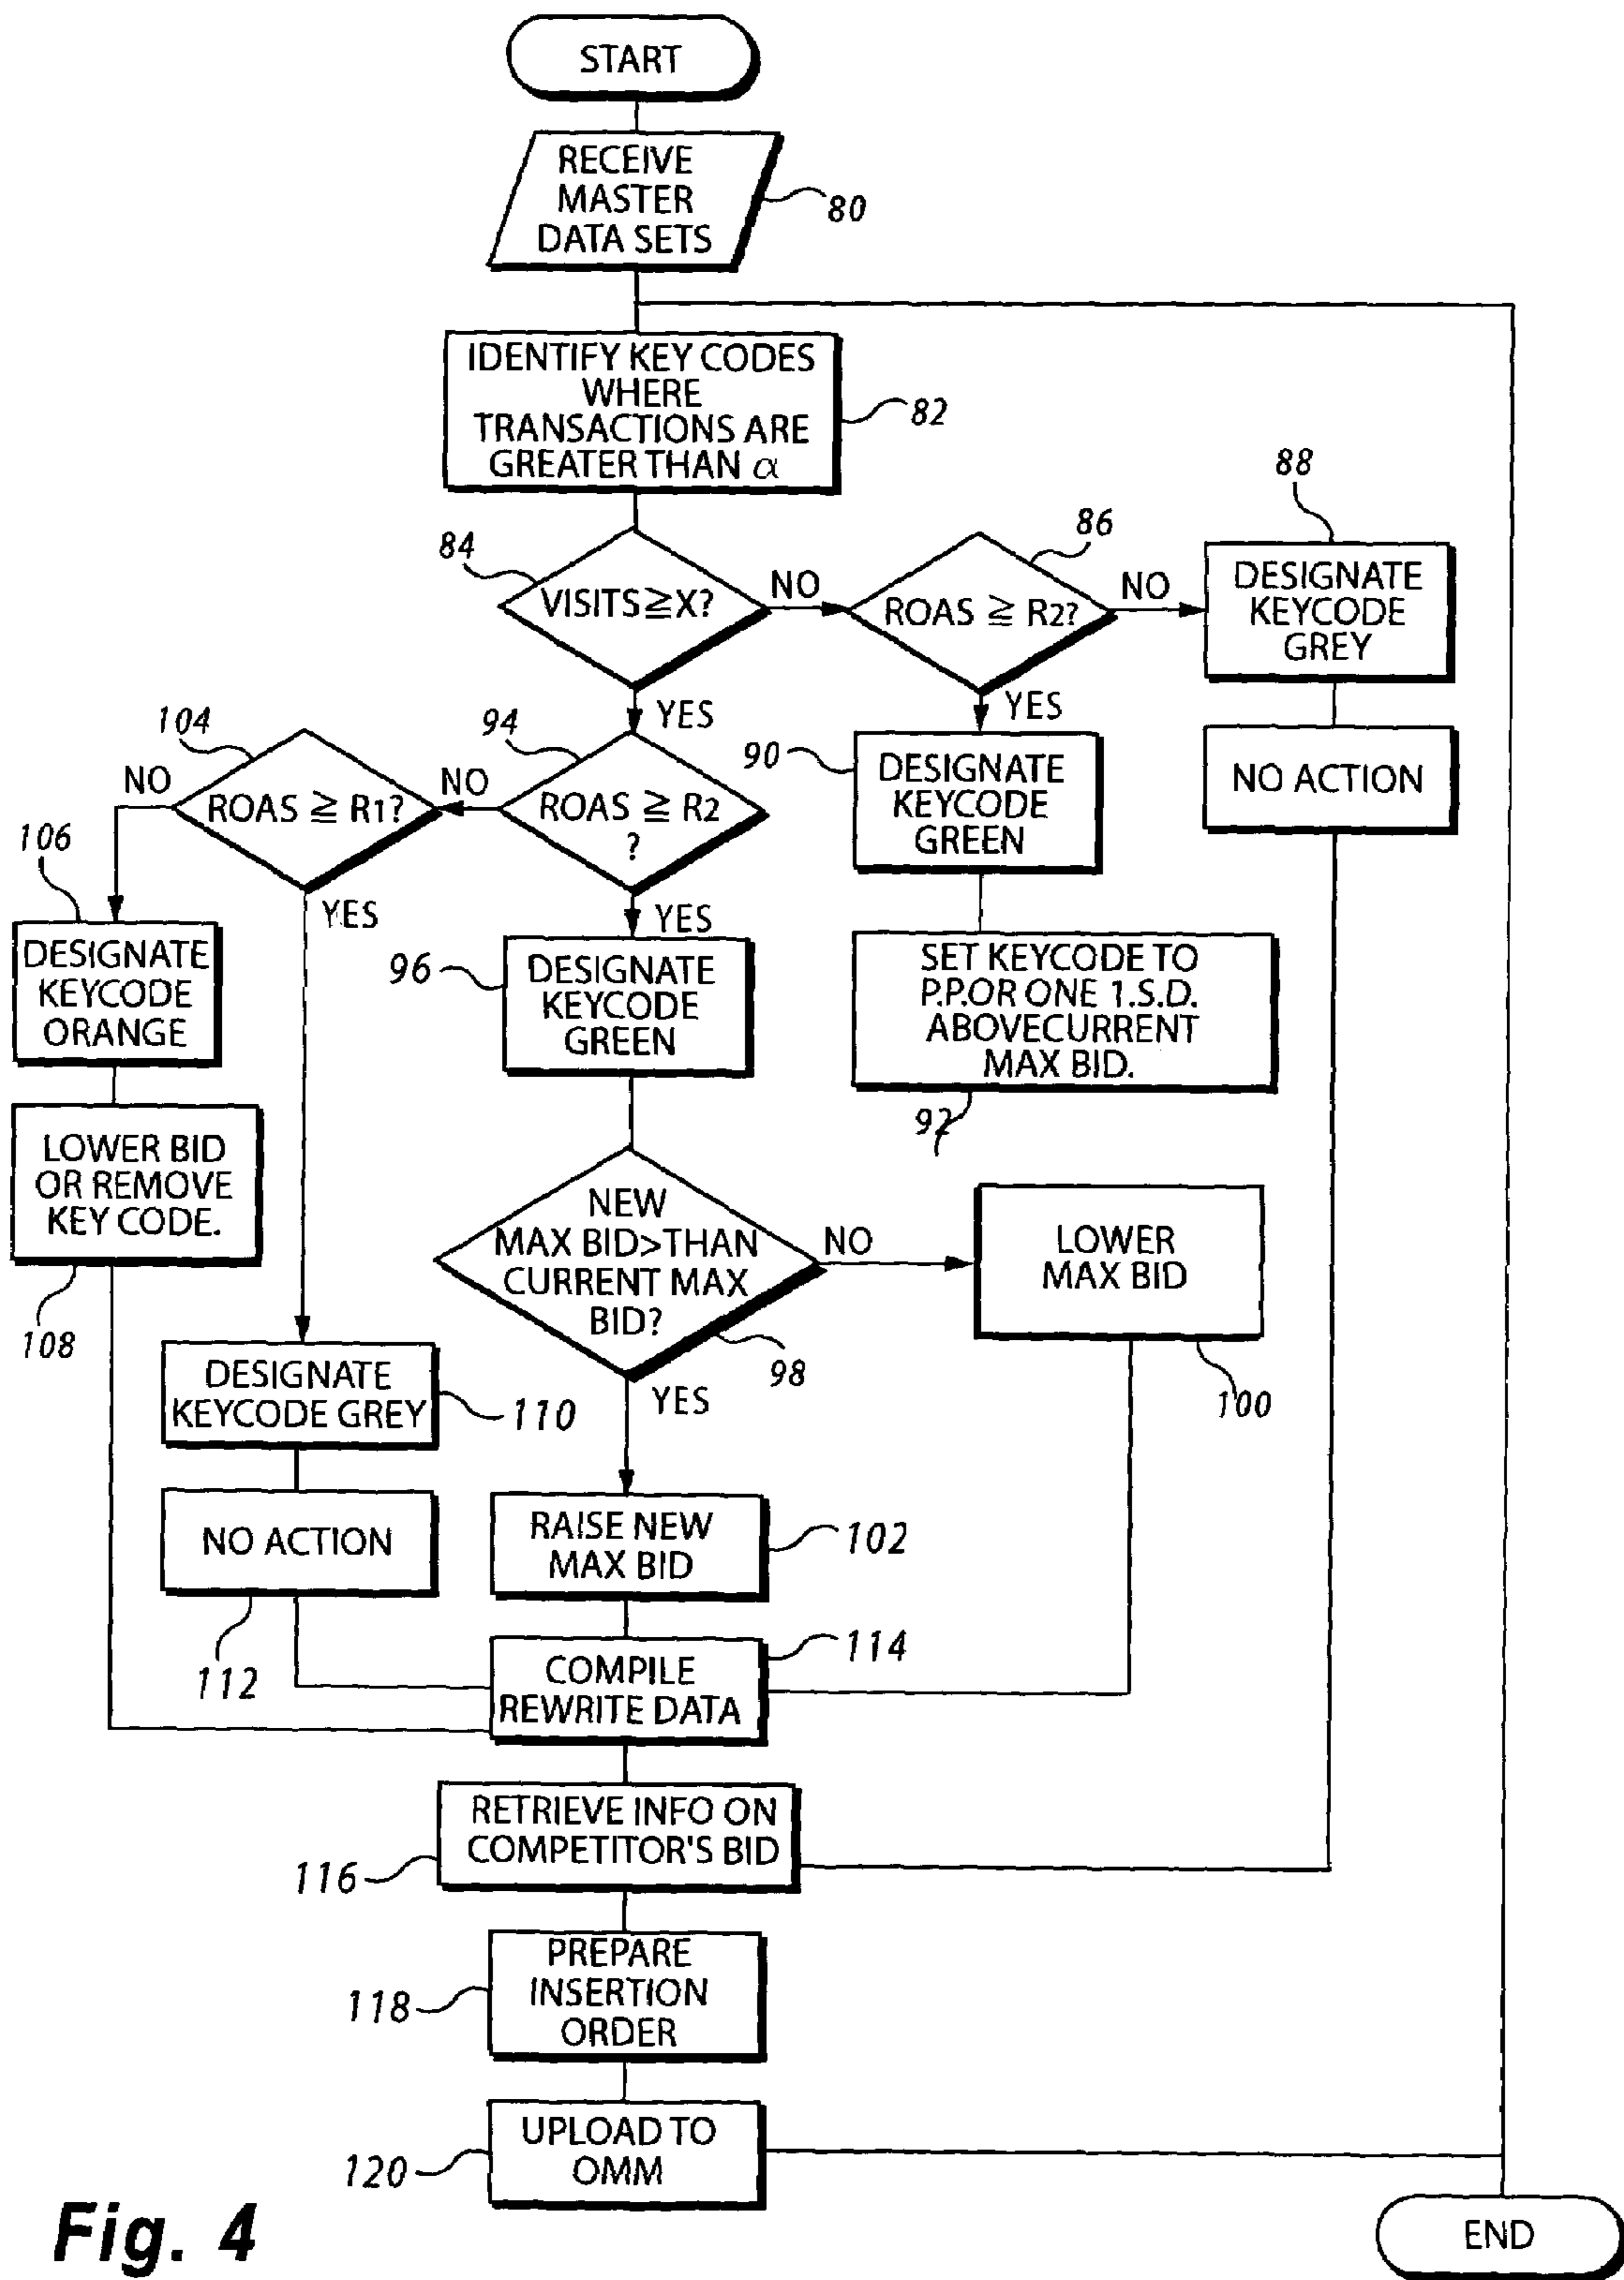 START
RECEIVE
MASTER
DATA SETS
80
IDENTIFY KEY CODES
WHERE
TRANSACTIONS ARE
GREATER THAN α
82
84
VISITS≧X?
NO
86
ROAS ≧ R2?
NO
88
DESIGNATE
KEYCODE
GREY
YES
YES
NO ACTION
104
94
90
DESIGNATE
KEYCODE
GREEN
NO
ROAS ≧ R1?
NO
ROAS ≧ R2
?
106
YES
YES
DESIGNATE
KEYCODE
ORANGE
96
DESIGNATE
KEYCODE
GREEN
SET KEYCODE TO
P.P.OR ONE 1.S.D.
ABOVECURRENT
MAX BID.
92
LOWER BID
OR REMOVE
KEY CODE.
108
NEW
MAX BID>THAN
CURRENT MAX
BID?
NO
LOWER
MAX BID
98
100
YES
DESIGNATE
KEYCODE GREY
110
NO ACTION
112
RAISE NEW
MAX BID
102
COMPILE
REWRITE DATA
114
RETRIEVE INFO ON
COMPETITOR'S BID
116
PREPARE
INSERTION
ORDER
118
UPLOAD TO
OMM
120
END
Fig. 4